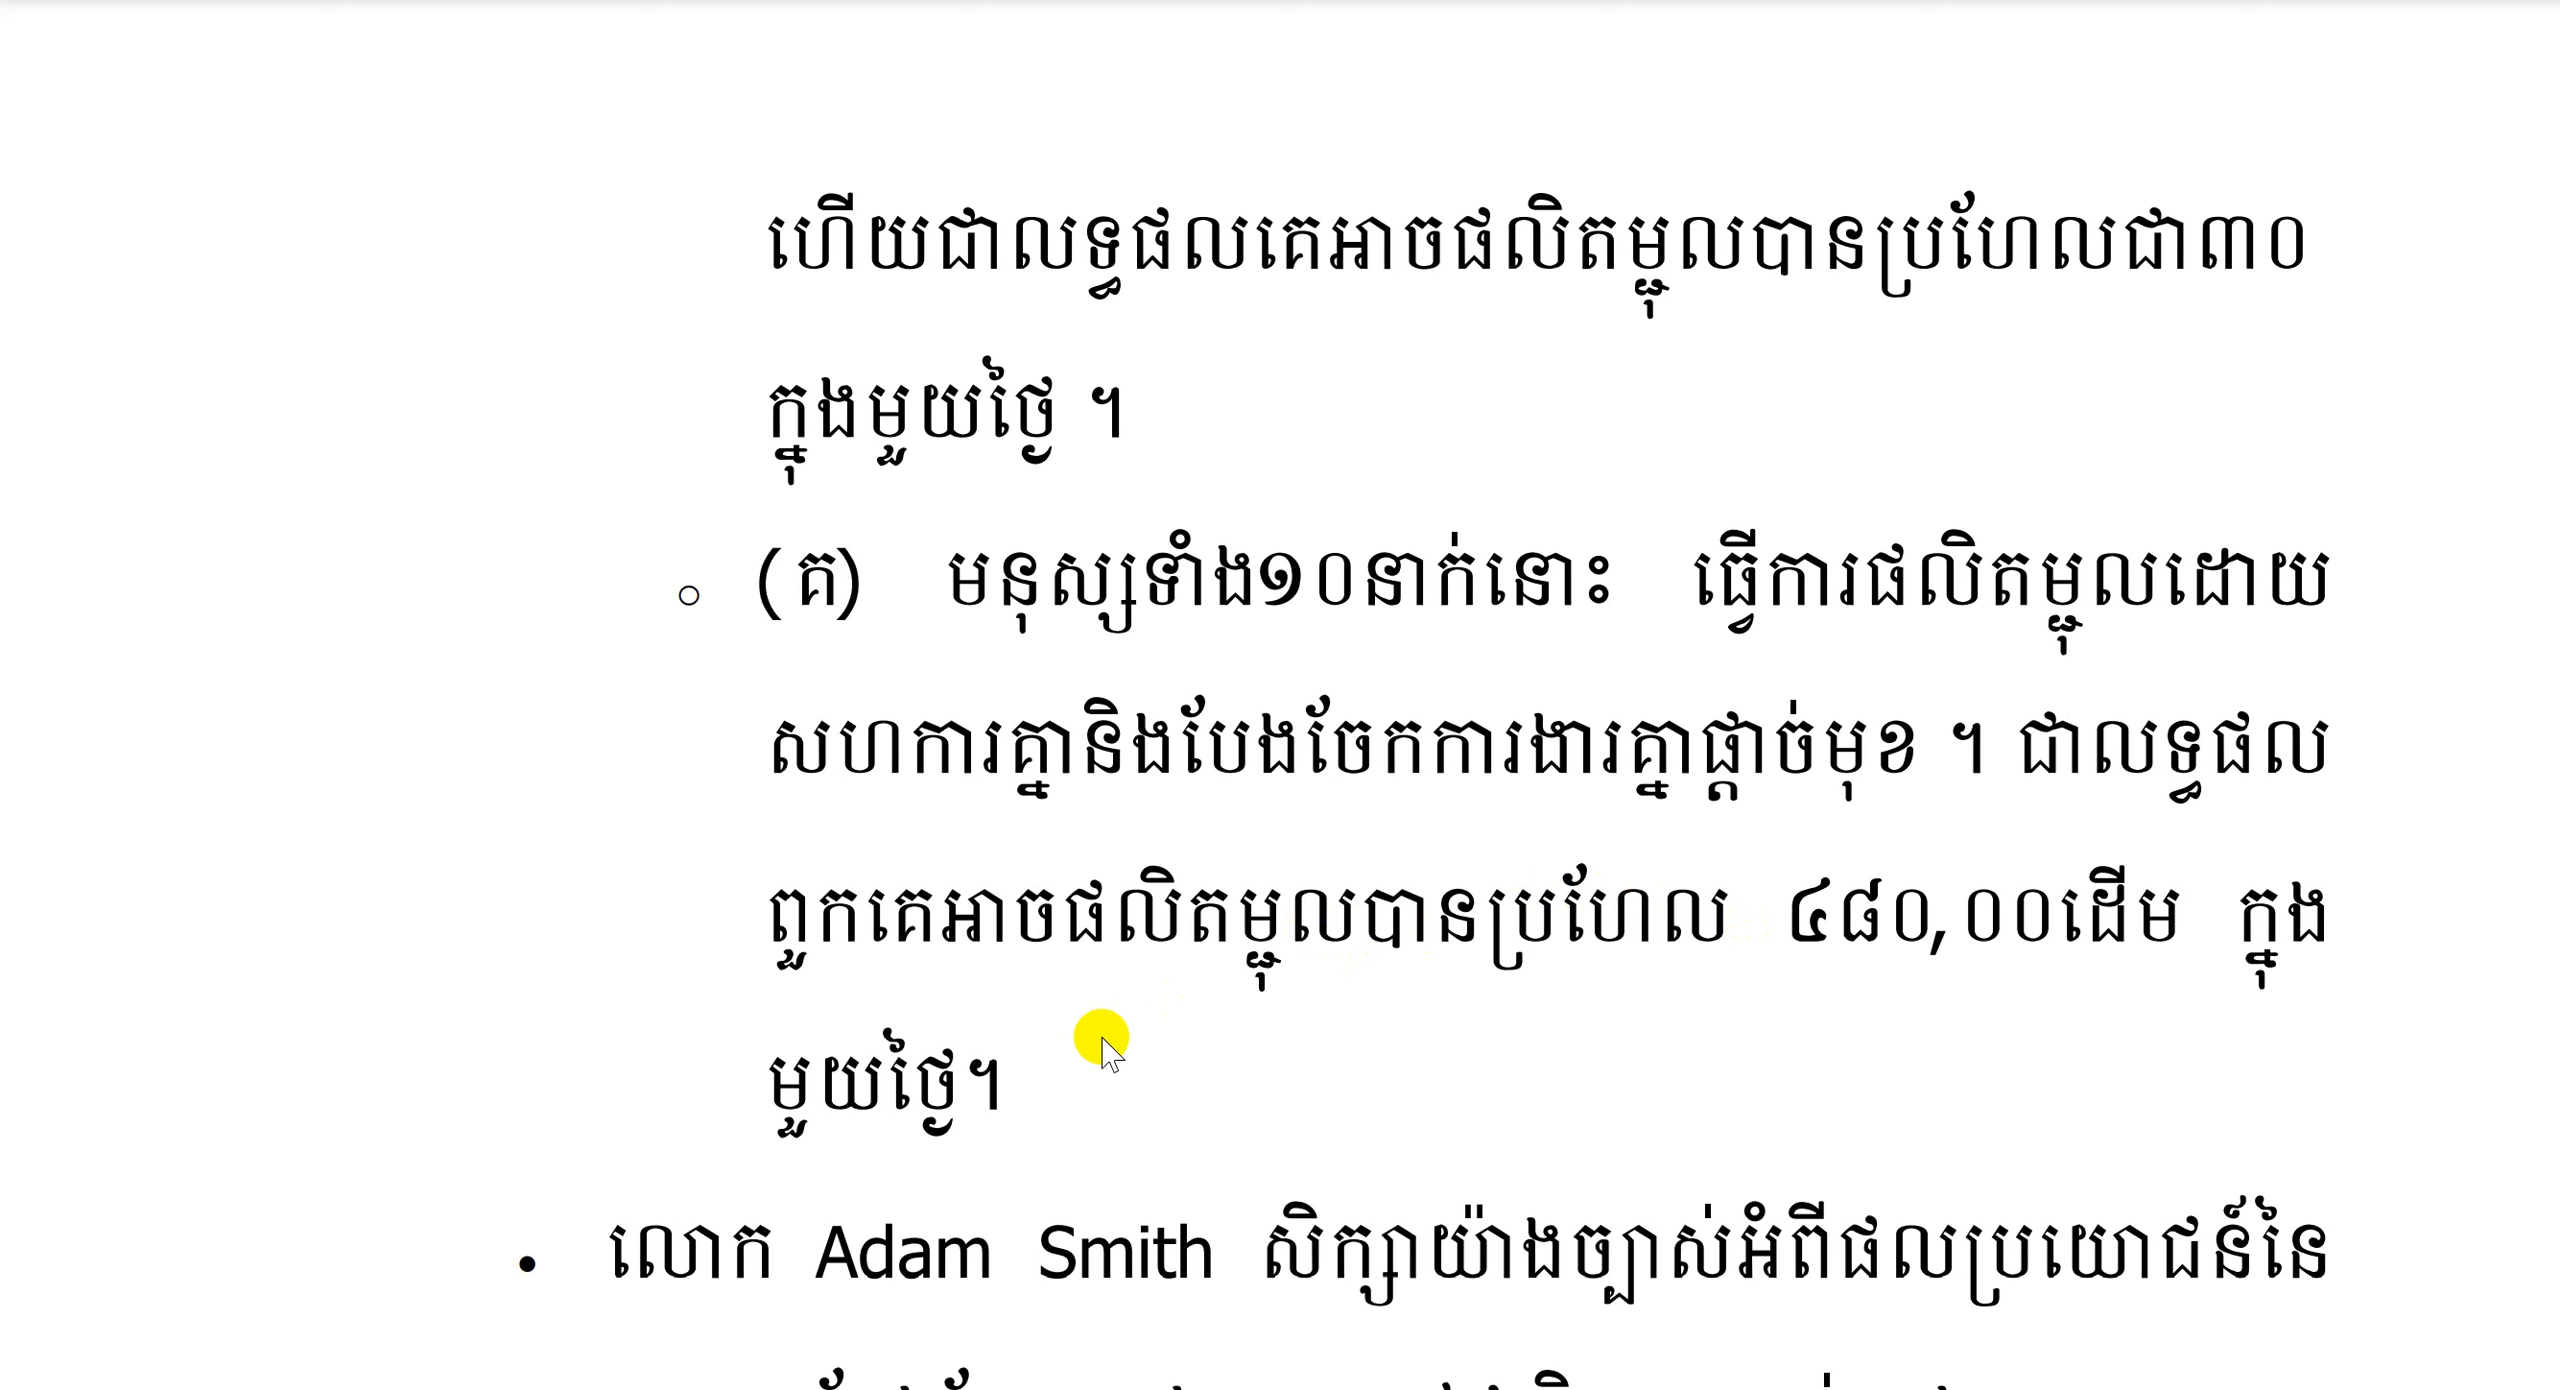 ហើយជាលទ្ធផលគេអាចផលិតម្ជុលបានប្រហែលជា៣០
ក្នុងមួយថ្ងៃ ។
○ (គ) មនុស្សទាំង១០នាក់នោះ ធ្វើការផលិតម្ជុលដោយ
សហការគ្នានិងបែងចែកការងារគ្នាផ្តាច់មុខ ។ ជាលទ្ធផល
ពួកគេអាចផលិតម្ជុលបានប្រហែល ៤៨០,០០ដើម ក្នុង
មួយថ្ងៃ។
• លោក Adam Smith សិក្សាយ៉ាងច្បាស់អំពីផលប្រយោជន៍នៃ